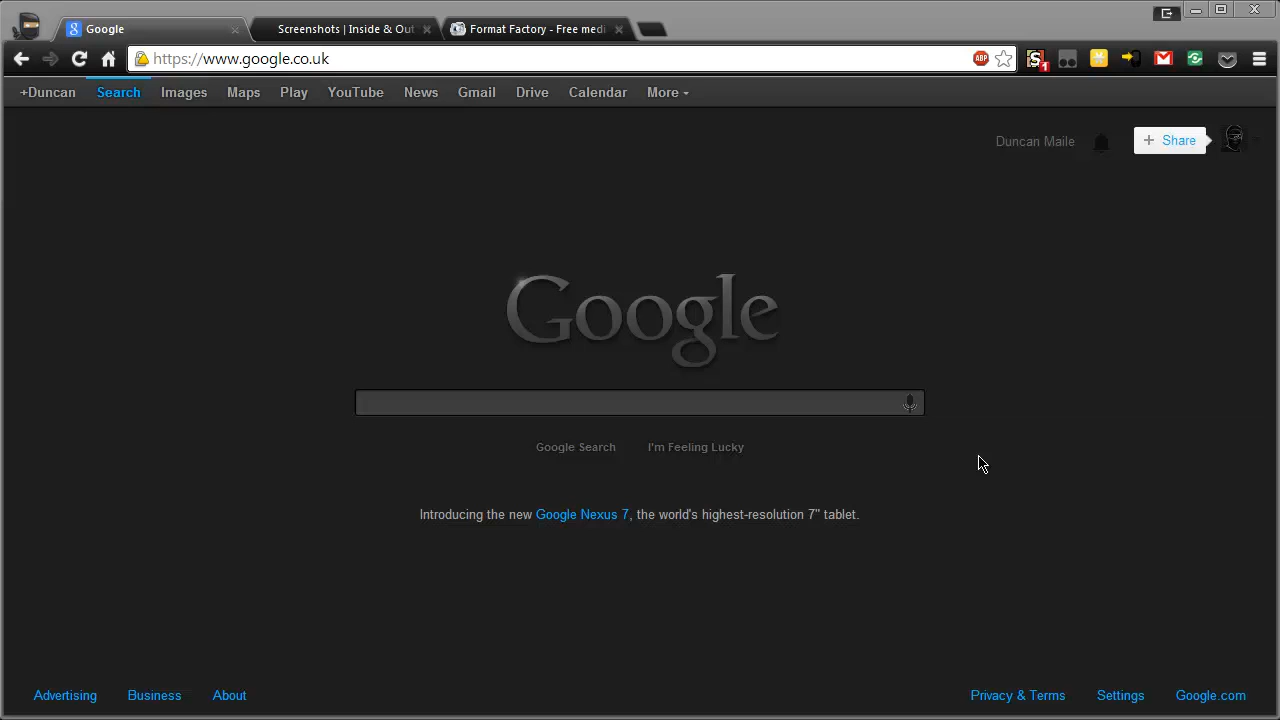 Google
Screenshots | Inside & Out
Format Factory - Free medi
https://www.google.co.uk
ABP
S
1
+Duncan Search Images Maps Play YouTube News Gmail Drive Calendar More
Duncan Maile
+ Share
Google
Google Search I'm Feeling Lucky
Introducing the new Google Nexus 7, the world's highest-resolution 7" tablet.
Advertising Business About Privacy & Terms Settings Google.com